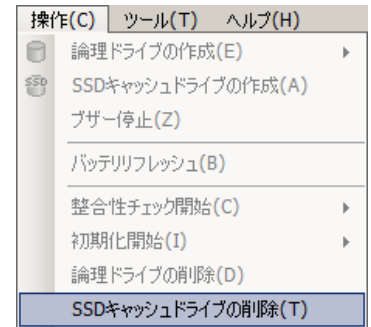 操作(C) ツール(T) ヘルプ(H)
論理ドライブの作成(E)
SSD SSDキャッシュドライブの作成(A)
ブザー停止(Z)
バッテリリフレッシュ(B)
整合性チェック開始(C)
初期化開始(I)
論理ドライブの削除(D)
SSDキャッシュドライブの削除(T)